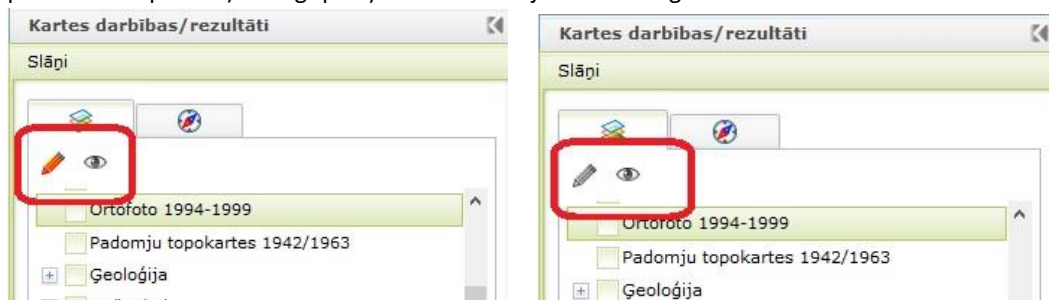 Kartes darbības/rezultāti
Slāņi
Ortofoto 1994-1999
Padomju topokartes 1942/1963
Ģeoloģija
Kartes darbības/rezultāti
Slāņi
Ortofoto 1994-1999
Padomju topokartes 1942/1963
Ģeoloģija